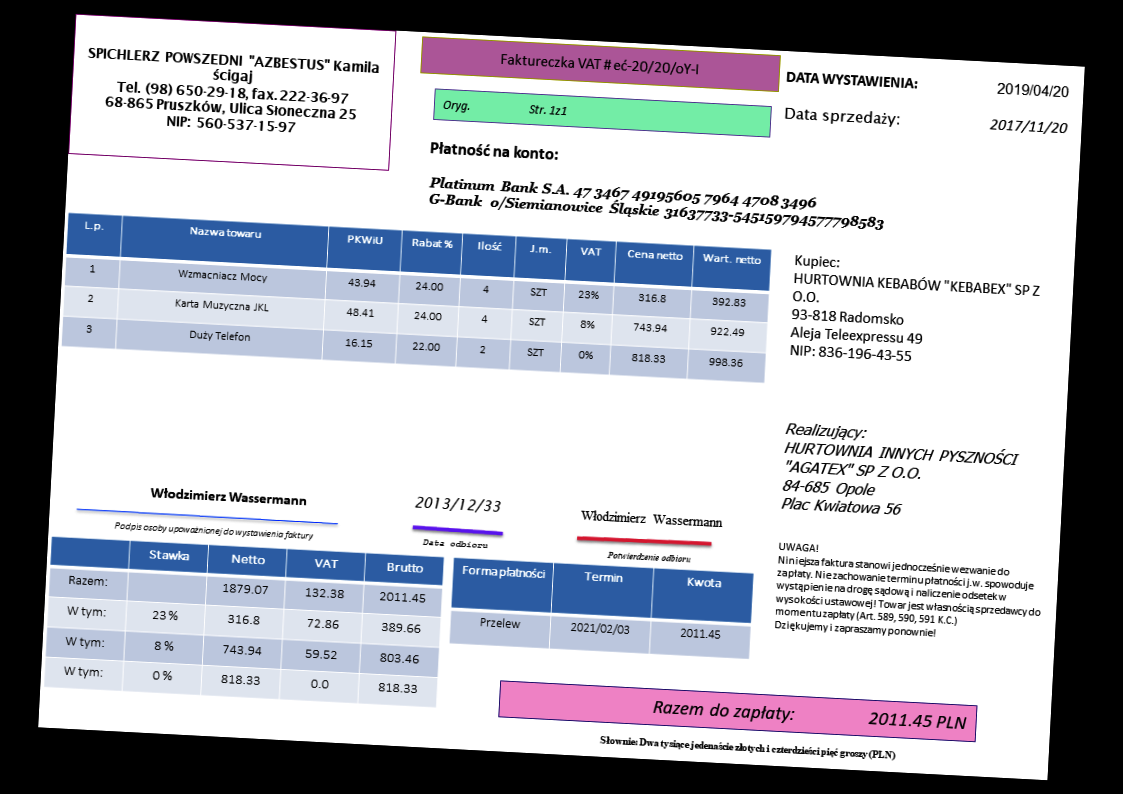 SPICHLERZ POWSZEDNI "AZBESTUS" Kamila
ścigaj
Tel. (98) 650-29-18, fax. 222-36-97
68-865 Pruszków, Ulica Słoneczna 25
NIP: 560-537-15-97
Faktureczka VAT # eć-20/20/oY-I
Oryg. Str. 1z1
DATA WYSTAWIENIA: 2019/04/20
Data sprzedaży: 2017/11/20
Płatność na konto:
Platinum Bank S.A. 47 3467 49195605 7964 4708 3496
G-Bank o/Siemianowice Śląskie 31637733-545159794577798583
L.p. Nazwa towaru PKWiU Rabat % Ilość J.m. VAT Cena netto Wart. netto
1 Wzmacniacz Mocy 43.94 24.00 4 SZT 23% 316.8 392.83
2 Karta Muzyczna JKL 48.41 24.00 4 SZT 8% 743.94 922.49
3 Duży Telefon 16.15 22.00 2 SZT 0% 818.33 998.36
Kupiec:
HURTOWNIA KEBABÓW "KEBABEX" SP Z
O.O.
93-818 Radomsko
Aleja Teleexpressu 49
NIP: 836-196-43-55
Realizujący:
HURTOWNIA INNYCH PYSZNOŚCI
"AGATEX" SP Z O.O.
84-685 Opole
Plac Kwiatowa 56
Włodzimierz Wassermann
Podpis osoby upoważnionej do wystawienia faktury
2013/12/33
Data odbioru
Włodzimierz Wassermann
Potwierdzenie odbioru
UWAGA!
Niniejsza faktura stanowi jednocześnie wezwanie do
zapłaty. Nie zachowanie terminu płatności j.w. spowoduje
wystąpienie na drogę sądową i naliczenie odsetek w
wysokości ustawowej! Towar jest własnością sprzedawcy do
momentu zapłaty (Art. 589, 590, 591 K.C.)
Dziękujemy i zapraszamy ponownie!
Stawka Netto VAT Brutto
Razem: 1879.07 132.38 2011.45
W tym: 23 % 316.8 72.86 389.66
W tym: 8 % 743.94 59.52 803.46
W tym: 0 % 818.33 0.0 818.33
Forma płatności Termin Kwota
Przelew 2021/02/03 2011.45
Razem do zapłaty: 2011.45 PLN
Słownie: Dwa tysiące jedenaście złotych i czterdzieści pięć groszy (PLN)